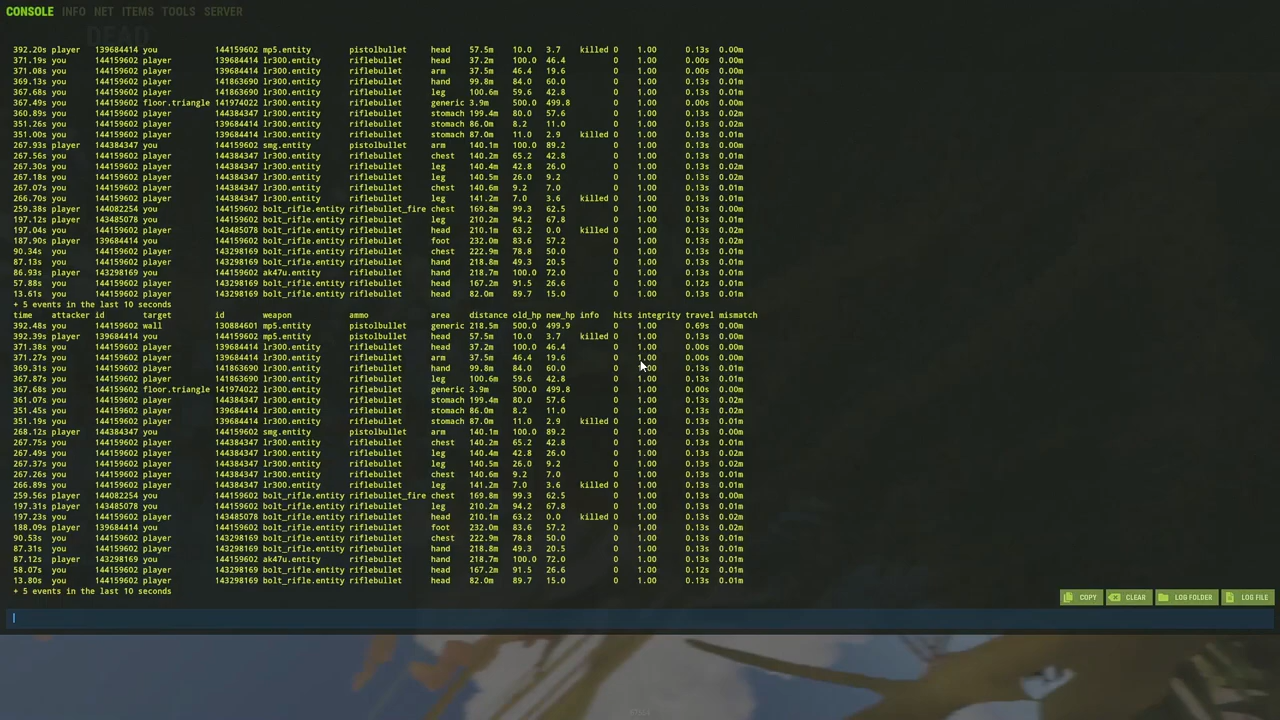 CONSOLE INFO NET ITEMS TOOLS SERVER
DEAD
392.20s player 139684414 you 144159602 mp5.entity pistolbullet head 57.5m 10.0 3.7 killed 0 1.00 0.13s 0.00m
371.19s you 144159602 player 139684414 lr300.entity riflebullet head 37.2m 100.0 46.4 0 1.00 0.00s 0.00m
371.08s you 144159602 player 139684414 lr300.entity riflebullet arm 37.5m 46.4 19.6 0 1.00 0.00s 0.00m
369.13s you 144159602 player 141863690 lr300.entity riflebullet hand 99.8m 84.0 60.0 0 1.00 0.13s 0.01m
367.68s you 144159602 player 141863690 lr300.entity riflebullet leg 100.6m 59.6 42.8 0 1.00 0.13s 0.01m
367.49s you 144159602 floor.triangle 141974022 lr300.entity riflebullet generic 3.9m 500.0 499.8 0 1.00 0.00s 0.00m
360.89s you 144159602 player 144384347 lr300.entity riflebullet stomach 199.4m 80.0 57.6 0 1.00 0.13s 0.02m
351.26s you 144159602 player 139684414 lr300.entity riflebullet stomach 86.0m 8.2 11.0 0 1.00 0.13s 0.02m
351.00s you 144159602 player 139684414 lr300.entity riflebullet stomach 87.0m 11.0 2.9 killed 0 1.00 0.13s 0.01m
267.93s player 144384347 you 144159602 smg.entity pistolbullet arm 140.1m 100.0 89.2 0 1.00 0.13s 0.00m
267.56s you 144159602 player 144384347 lr300.entity riflebullet chest 140.2m 65.2 42.8 0 1.00 0.13s 0.01m
267.30s you 144159602 player 144384347 lr300.entity riflebullet leg 140.4m 42.8 26.0 0 1.00 0.13s 0.02m
267.18s you 144159602 player 144384347 lr300.entity riflebullet leg 140.5m 26.0 9.2 0 1.00 0.13s 0.02m
267.07s you 144159602 player 144384347 lr300.entity riflebullet chest 140.6m 9.2 7.0 0 1.00 0.13s 0.01m
266.70s you 144159602 player 144384347 lr300.entity riflebullet leg 141.2m 7.0 3.6 killed 0 1.00 0.13s 0.01m
259.38s player 144082254 you 144159602 bolt_rifle.entity riflebullet_fire chest 169.8m 99.3 62.5 0 1.00 0.13s 0.00m
197.12s you 144159602 player 143485078 bolt_rifle.entity riflebullet leg 210.2m 94.2 67.8 0 1.00 0.13s 0.01m
197.04s you 144159602 player 143485078 bolt_rifle.entity riflebullet head 210.1m 63.2 0.0 killed 0 1.00 0.13s 0.02m
187.90s player 139684414 you 144159602 bolt_rifle.entity riflebullet foot 232.0m 83.6 57.2 0 1.00 0.13s 0.02m
90.34s you 144159602 player 143298169 bolt_rifle.entity riflebullet chest 222.9m 78.8 50.0 0 1.00 0.13s 0.01m
87.13s you 144159602 player 143298169 bolt_rifle.entity riflebullet hand 218.8m 49.3 20.5 0 1.00 0.13s 0.01m
86.93s player 143298169 you 144159602 ak47u.entity riflebullet hand 218.7m 100.0 72.0 0 1.00 0.13s 0.00m
57.88s you 144159602 player 143298169 bolt_rifle.entity riflebullet head 167.2m 91.5 26.6 0 1.00 0.12s 0.01m
13.61s you 144159602 player 143298169 bolt_rifle.entity riflebullet head 82.0m 89.7 15.0 0 1.00 0.13s 0.01m
+ 5 events in the last 10 seconds
time attacker id target id weapon ammo area distance old_hp new_hp info hits integrity travel mismatch
392.48s you 144159602 wall 130884601 mp5.entity pistolbullet generic 218.5m 500.0 499.9 0 1.00 0.69s 0.00m
392.39s player 139684414 you 144159602 mp5.entity pistolbullet head 57.5m 10.0 3.7 killed 0 1.00 0.13s 0.00m
371.38s you 144159602 player 139684414 lr300.entity riflebullet head 37.2m 100.0 46.4 0 1.00 0.00s 0.00m
371.27s you 144159602 player 139684414 lr300.entity riflebullet arm 37.5m 46.4 19.6 0 1.00 0.00s 0.00m
369.31s you 144159602 player 141863690 lr300.entity riflebullet hand 99.8m 84.0 60.0 0 1.00 0.13s 0.01m
367.87s you 144159602 player 141863690 lr300.entity riflebullet leg 100.6m 59.6 42.8 0 1.00 0.13s 0.01m
367.68s you 144159602 floor.triangle 141974022 lr300.entity riflebullet generic 3.9m 500.0 499.8 0 1.00 0.00s 0.00m
361.07s you 144159602 player 144384347 lr300.entity riflebullet stomach 199.4m 80.0 57.6 0 1.00 0.13s 0.02m
351.45s you 144159602 player 139684414 lr300.entity riflebullet stomach 86.0m 8.2 11.0 0 1.00 0.13s 0.02m
351.19s you 144159602 player 139684414 lr300.entity riflebullet stomach 87.0m 11.0 2.9 killed 0 1.00 0.13s 0.01m
268.12s player 144384347 you 144159602 smg.entity pistolbullet arm 140.1m 100.0 89.2 0 1.00 0.13s 0.00m
267.75s you 144159602 player 144384347 lr300.entity riflebullet chest 140.2m 65.2 42.8 0 1.00 0.13s 0.01m
267.49s you 144159602 player 144384347 lr300.entity riflebullet leg 140.4m 42.8 26.0 0 1.00 0.13s 0.02m
267.37s you 144159602 player 144384347 lr300.entity riflebullet leg 140.5m 26.0 9.2 0 1.00 0.13s 0.02m
267.26s you 144159602 player 144384347 lr300.entity riflebullet chest 140.6m 9.2 7.0 0 1.00 0.13s 0.01m
266.89s you 144159602 player 144384347 lr300.entity riflebullet leg 141.2m 7.0 3.6 killed 0 1.00 0.13s 0.01m
259.56s player 144082254 you 144159602 bolt_rifle.entity riflebullet_fire chest 169.8m 99.3 62.5 0 1.00 0.13s 0.00m
197.31s you 144159602 player 143485078 bolt_rifle.entity riflebullet leg 210.2m 94.2 67.8 0 1.00 0.13s 0.01m
197.23s you 144159602 player 143485078 bolt_rifle.entity riflebullet head 210.1m 63.2 0.0 killed 0 1.00 0.13s 0.02m
188.09s player 139684414 you 144159602 bolt_rifle.entity riflebullet foot 232.0m 83.6 57.2 0 1.00 0.13s 0.02m
90.53s you 144159602 player 143298169 bolt_rifle.entity riflebullet chest 222.9m 78.8 50.0 0 1.00 0.13s 0.01m
87.31s you 144159602 player 143298169 bolt_rifle.entity riflebullet hand 218.8m 49.3 20.5 0 1.00 0.13s 0.01m
87.12s player 143298169 you 144159602 ak47u.entity riflebullet hand 218.7m 100.0 72.0 0 1.00 0.13s 0.00m
58.07s you 144159602 player 143298169 bolt_rifle.entity riflebullet head 167.2m 91.5 26.6 0 1.00 0.12s 0.01m
13.80s you 144159602 player 143298169 bolt_rifle.entity riflebullet head 82.0m 89.7 15.0 0 1.00 0.13s 0.01m
+ 5 events in the last 10 seconds
COPY CLEAR LOG FOLDER LOG FILE